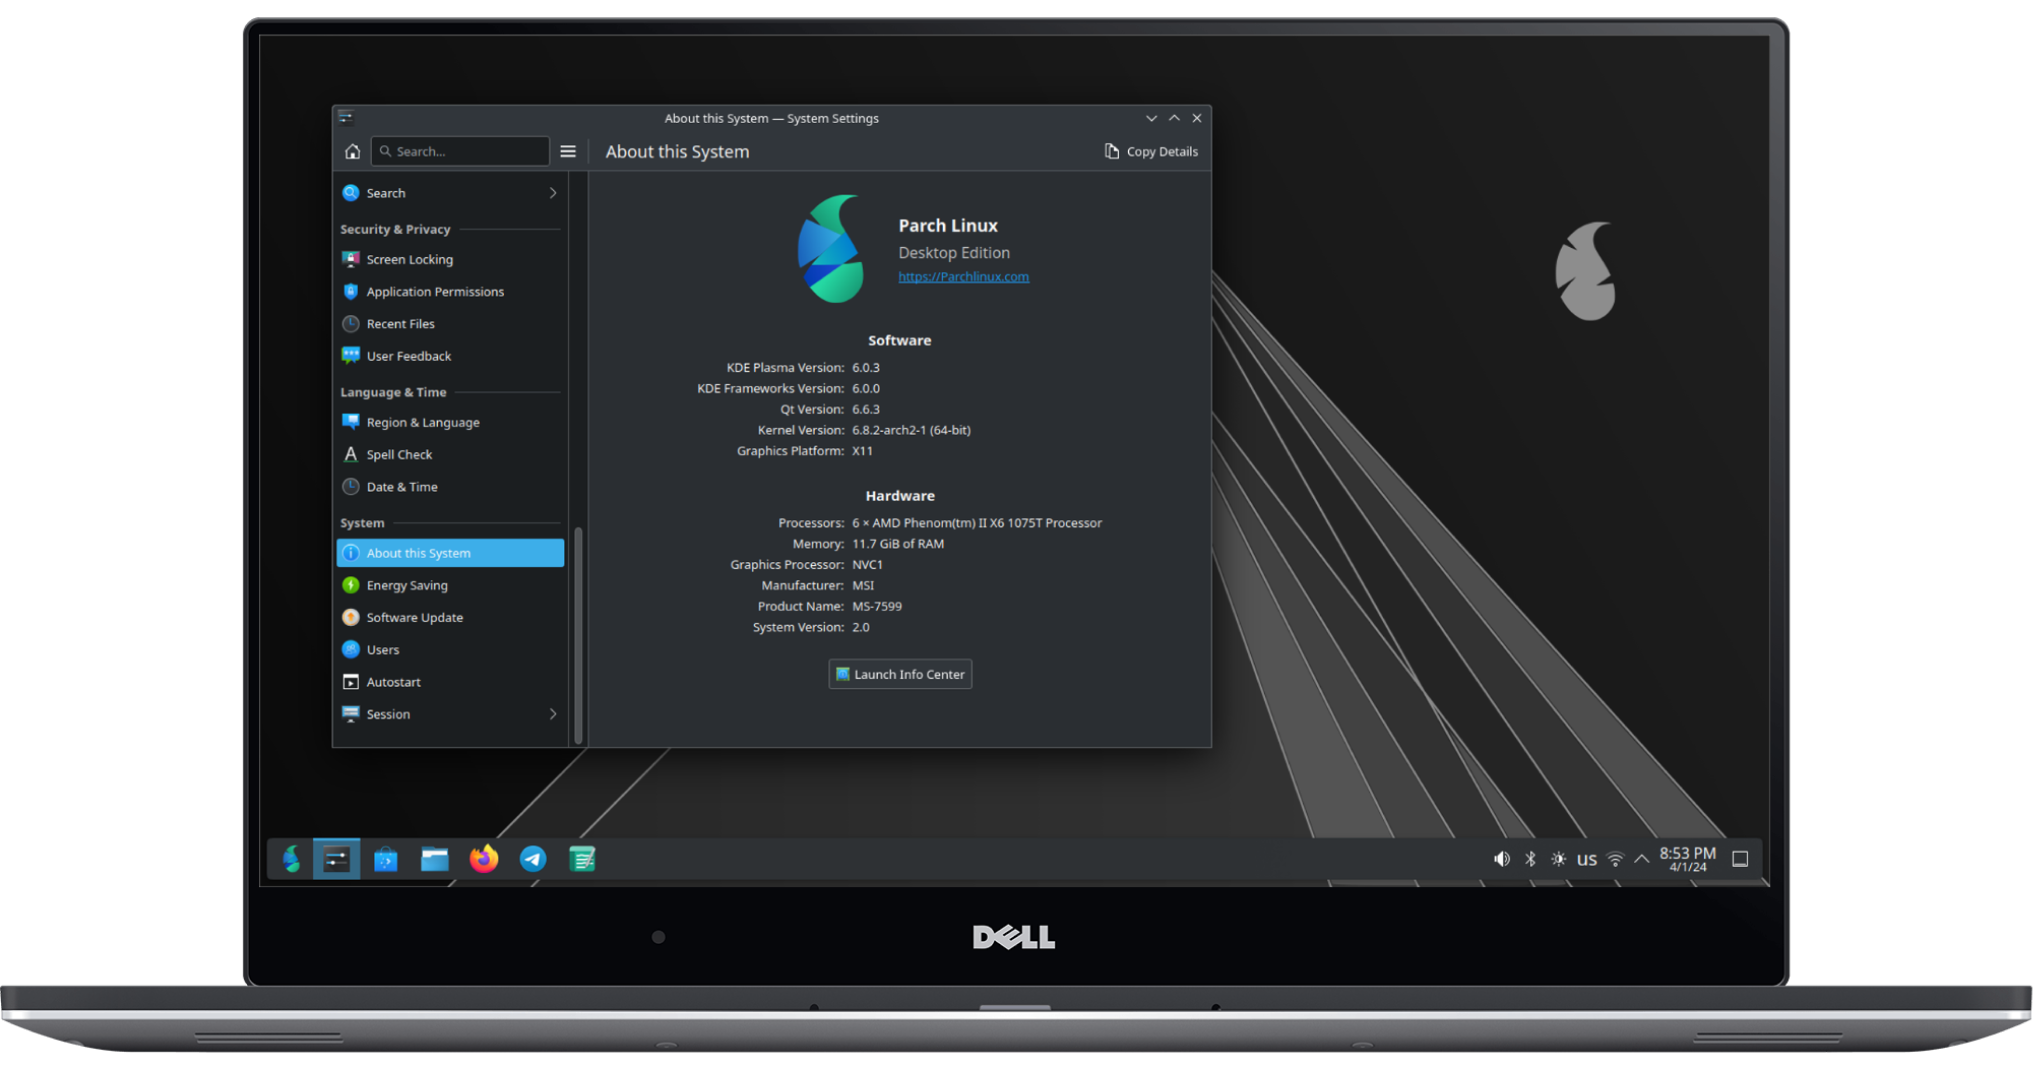 About this System — System Settings
Search...
About this System
Copy Details
Search
Security & Privacy
Screen Locking
Application Permissions
Recent Files
User Feedback
Language & Time
Region & Language
Spell Check
Date & Time
System
About this System
Energy Saving
Software Update
Users
Autostart
Session
Parch Linux
Desktop Edition
https://Parchlinux.com
Software
KDE Plasma Version: 6.0.3
KDE Frameworks Version: 6.0.0
Qt Version: 6.6.3
Kernel Version: 6.8.2-arch2-1 (64-bit)
Graphics Platform: X11
Hardware
Processors: 6 × AMD Phenom(tm) II X6 1075T Processor
Memory: 11.7 GiB of RAM
Graphics Processor: NVC1
Manufacturer: MSI
Product Name: MS-7599
System Version: 2.0
Launch Info Center
us
8:53 PM
4/1/24
DELL